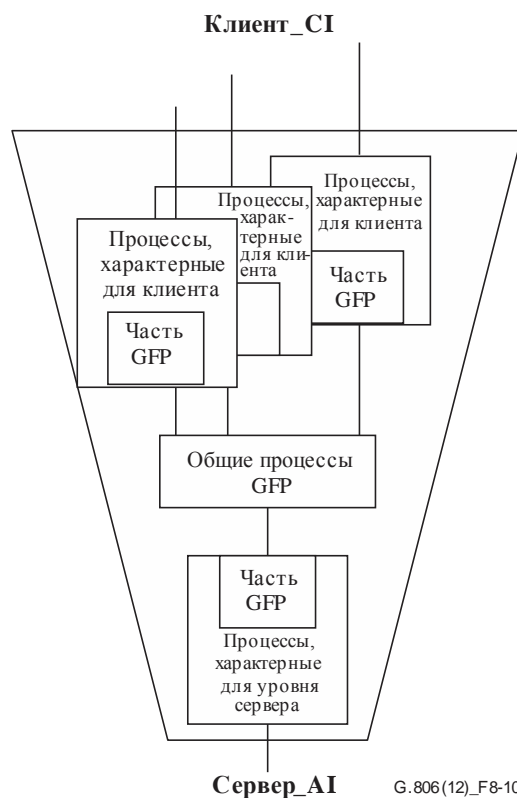 Клиент_CI
Процессы,
характерные
для клиента
Часть
GFP
Процессы,
харак-
терные
для кли-
ента
Процессы,
характерные
для клиента
Часть
GFP
Общие процессы
GFP
Часть
GFP
Процессы,
характерные
для уровня
сервера
Сервер_AI
G.806(12)_F8-10